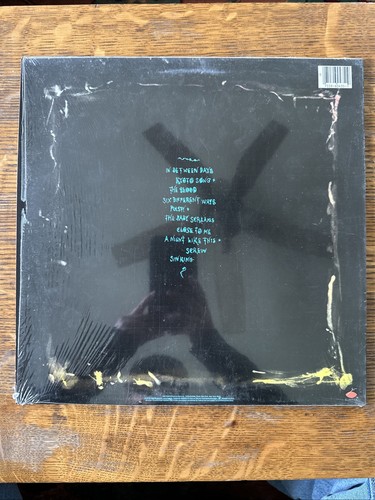 IN BETWEEN DAYS
KYOTO SONG
THE BLOOD
SIX DIFFERENT WAYS
PUSH
THE BABY SCREAMS
CLOSE TO ME
A NIGHT LIKE THIS
SCREW
SINKING